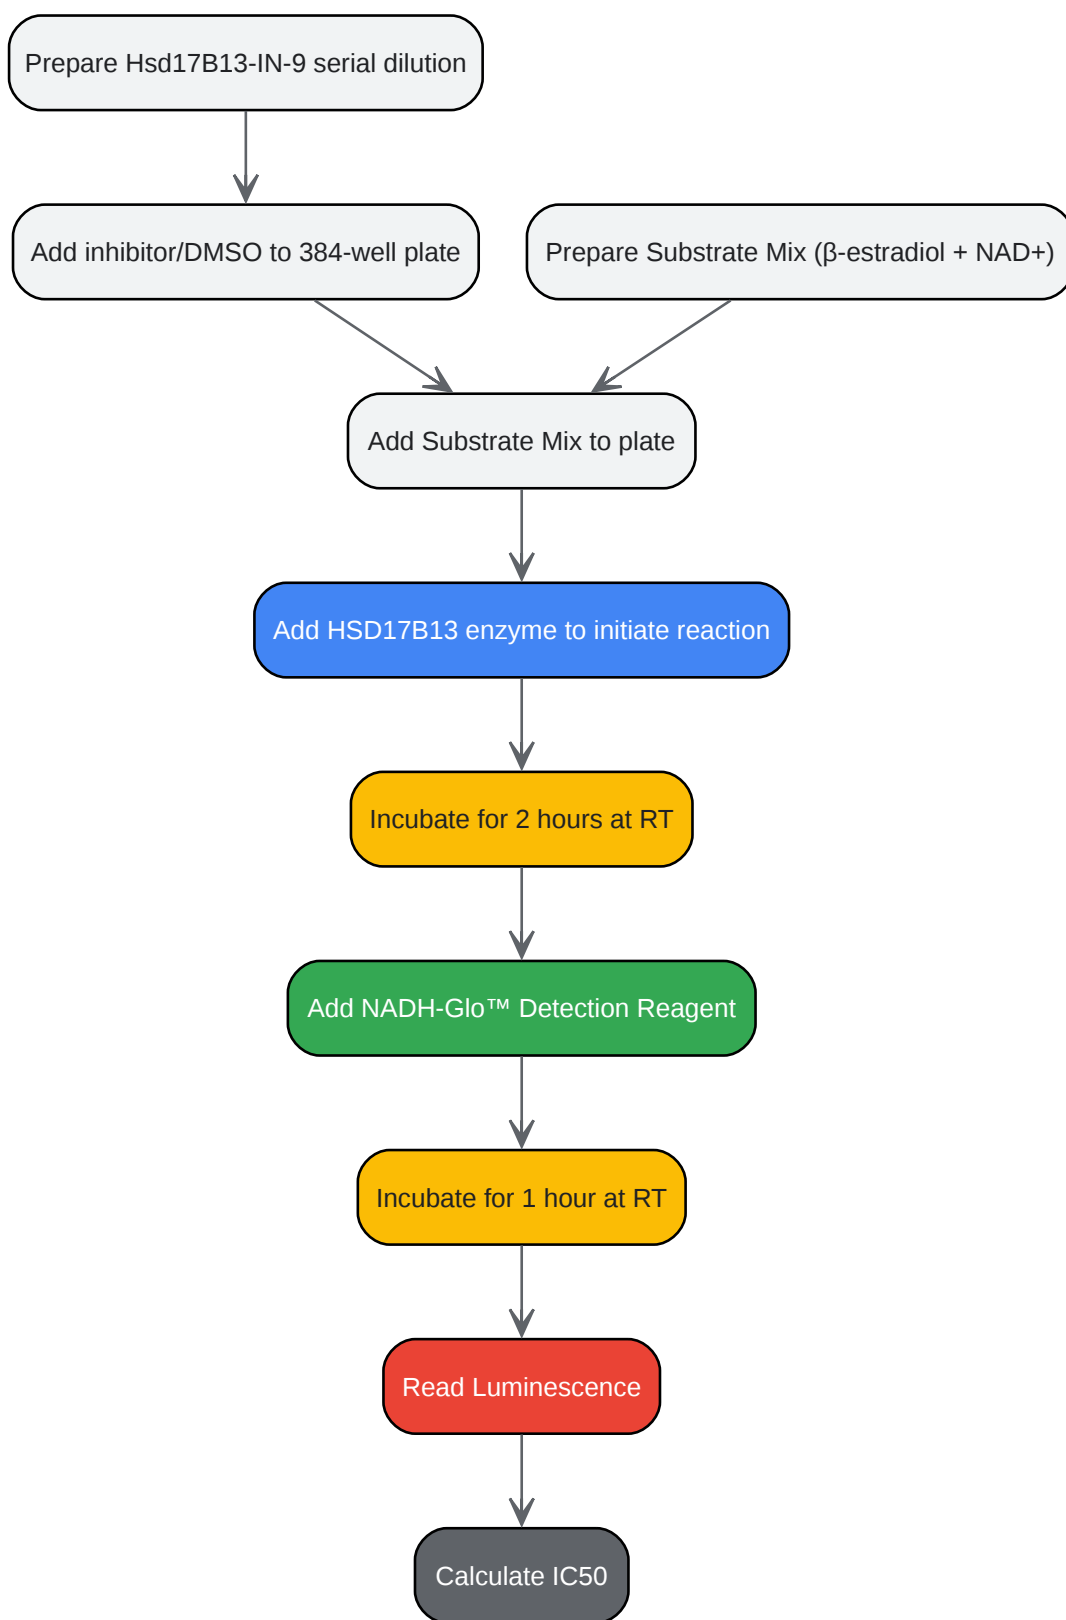 Prepare Hsd17B13-IN-9 serial dilution
Add inhibitor/DMSO to 384-well plate
Prepare Substrate Mix (β-estradiol + NAD+)
Add Substrate Mix to plate
Add HSD17B13 enzyme to initiate reaction
Incubate for 2 hours at RT
Add NADH-Glo™ Detection Reagent
Incubate for 1 hour at RT
Read Luminescence
Calculate IC50